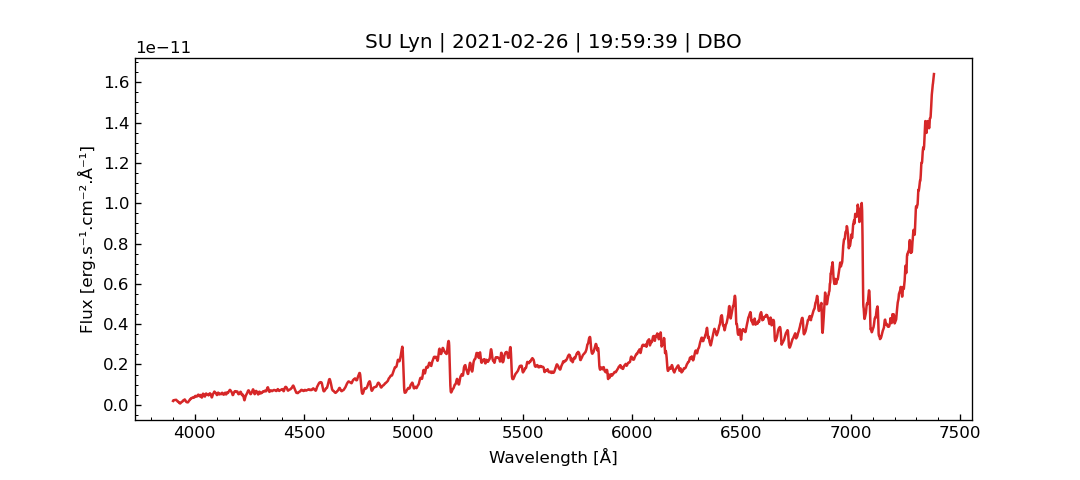 SU Lyn | 2021-02-26 | 19:59:39 | DBO
1e−11
1.6
1.4
1.2
1.0
0.8
0.6
0.4
0.2
0.0
Flux [erg.s⁻¹.cm⁻².Å⁻¹]
4000 4500 5000 5500 6000 6500 7000 7500
Wavelength [Å]